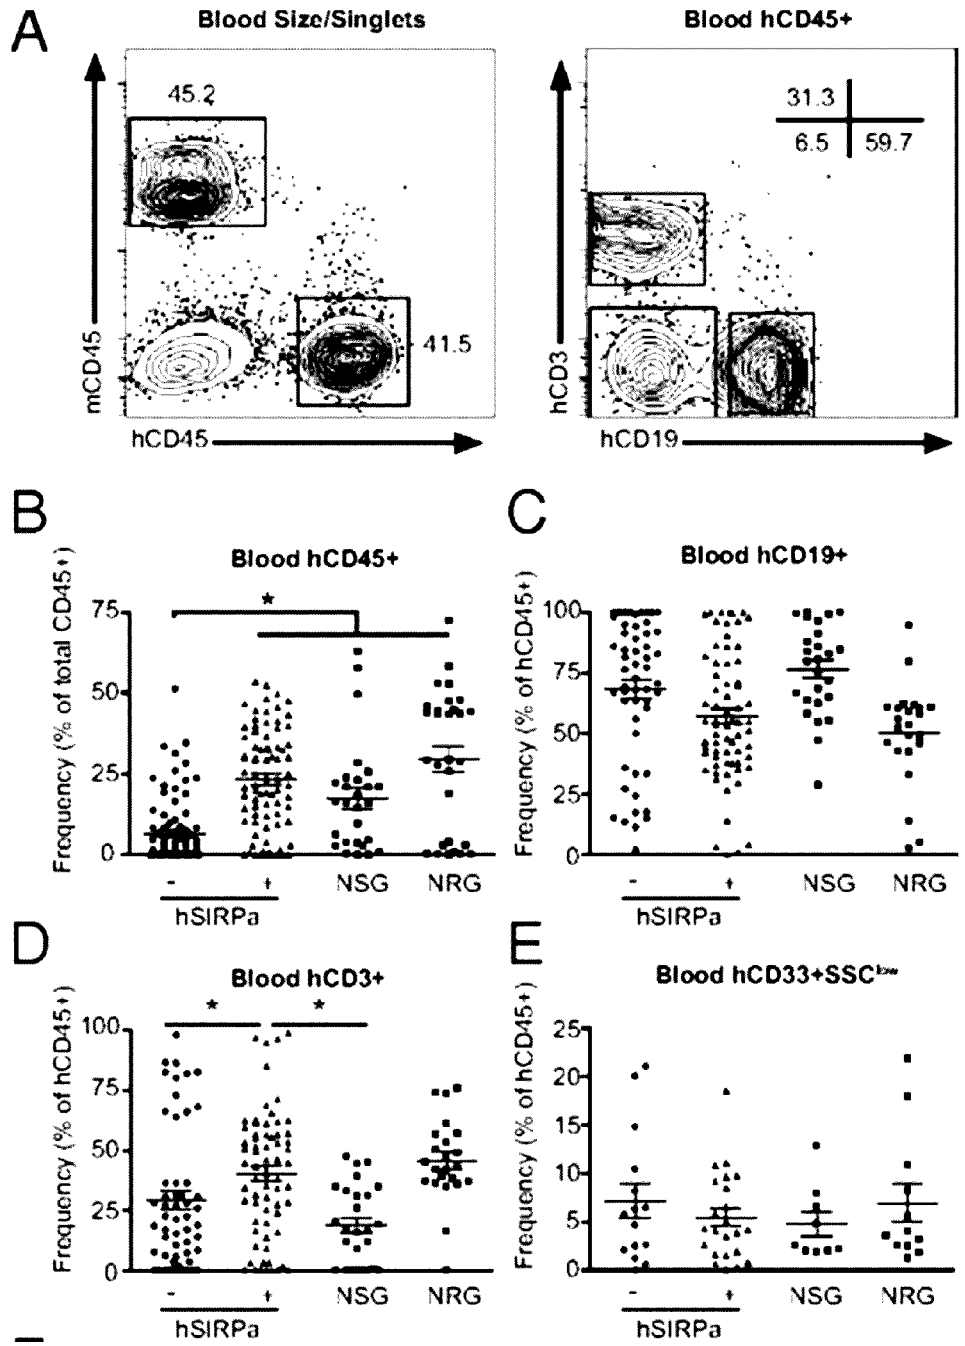 A
Blood Size/Singlets
Blood hCD45+
45.2
31.3
6.5
59.7
41.5
mCD45
hCD3
hCD45
hCD19
B
C
Blood hCD45+
Blood hCD19+
Frequency (% of total CD45+)
75
50
25
0
*
- + NSG NRG
hSIRPa
Frequency (% of hCD45+)
100
75
50
25
0
- + NSG NRG
hSIRPa
D
E
Blood hCD3+
Blood hCD33+SSClow
Frequency (% of hCD45+)
100
75
50
25
0
* *
- + NSG NRG
hSIRPa
Frequency (% of hCD45+)
25
20
15
10
5
0
- + NSG NRG
hSIRPa